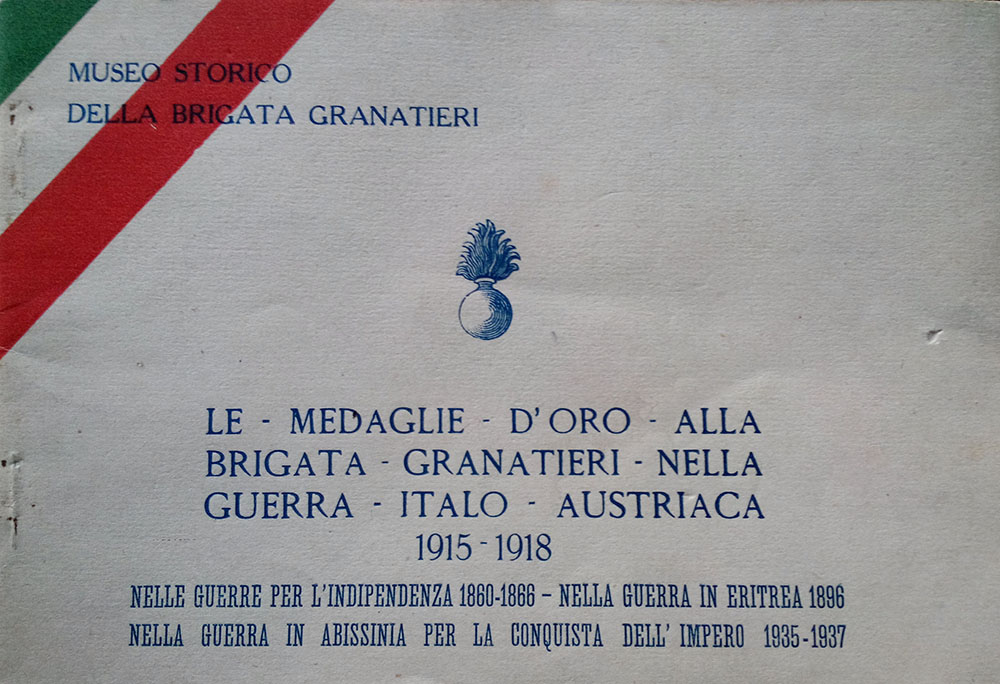 MUSEO STORICO
DELLA BRIGATA GRANATIERI
LE - MEDAGLIE - D'ORO - ALLA
BRIGATA - GRANATIERI - NELLA
GUERRA - ITALO - AUSTRIACA
1915 - 1918
NELLE GUERRE PER L'INDIPENDENZA 1860-1866 – NELLA GUERRA IN ERITREA 1896
NELLA GUERRA IN ABISSINIA PER LA CONQUISTA DELL' IMPERO 1935-1937